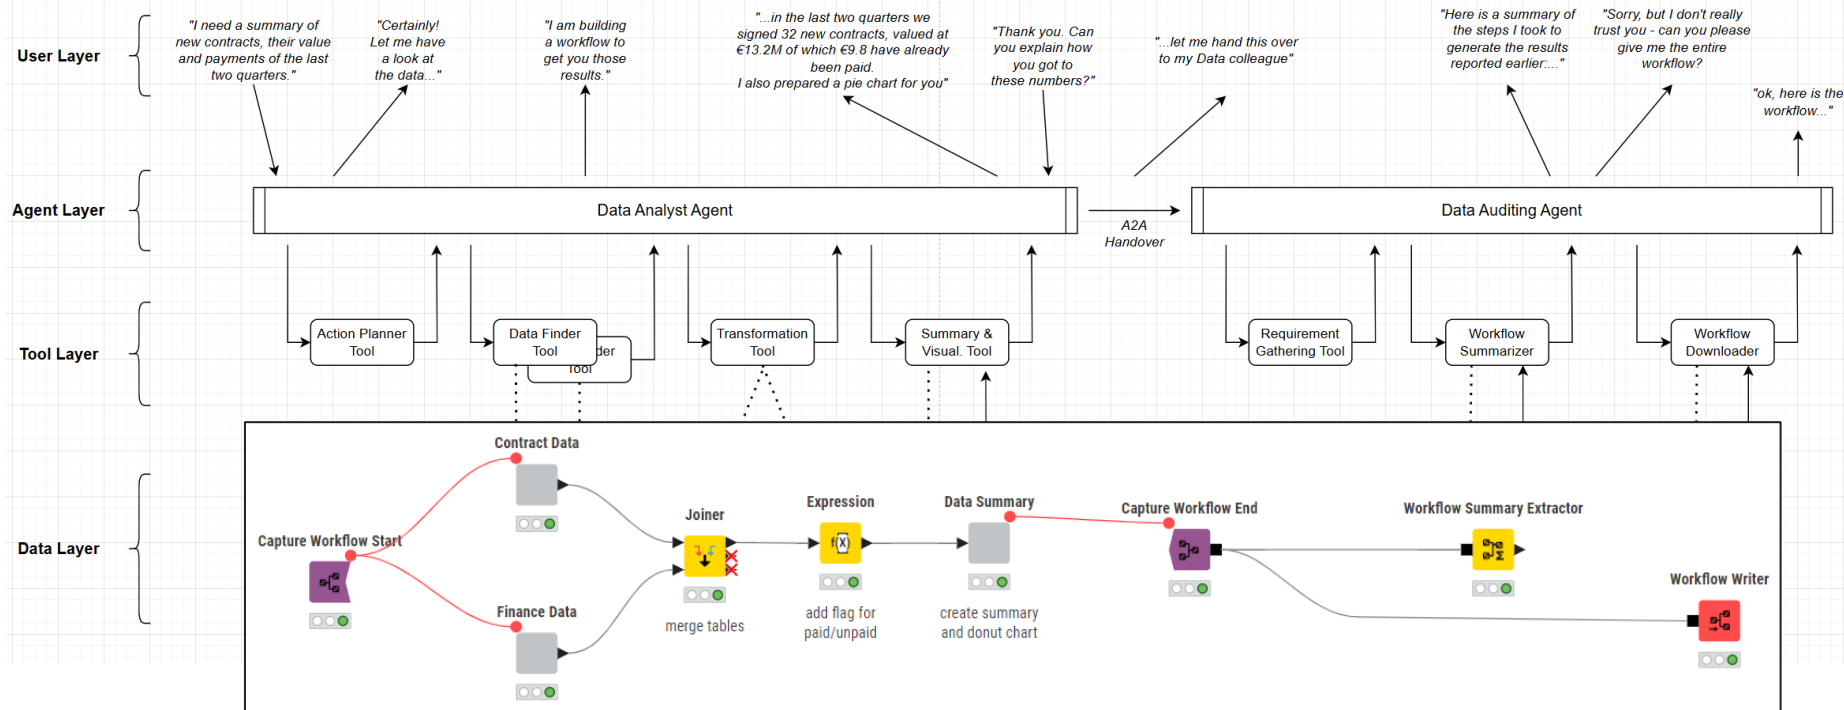 User Layer
"I need a summary of
new contracts, their value
and payments of the last
two quarters."
"Certainly!
Let me have
a look at
the data..."
"I am building
a workflow to
get you those
results."
"...in the last two quarters we
signed 32 new contracts, valued at
€13.2M of which €9.8 have already
been paid.
I also prepared a pie chart for you"
"Thank you. Can
you explain how
you got to
these numbers?"
"...let me hand this over
to my Data colleague"
"Here is a summary of
the steps I took to
generate the results
reported earlier:..."
"Sorry, but I don't really
trust you - can you please
give me the entire
workflow?
"ok, here is the
workflow..."
Agent Layer
Data Analyst Agent
A2A
Handover
Data Auditing Agent
Tool Layer
Action Planner
Tool
Data Finder
Tool
der
Tool
Transformation
Tool
Summary &
Visual. Tool
Requirement
Gathering Tool
Workflow
Summarizer
Workflow
Downloader
Data Layer
Capture Workflow Start
Contract Data
Finance Data
Joiner
merge tables
Expression
f(x)
add flag for
paid/unpaid
Data Summary
create summary
and donut chart
Capture Workflow End
Workflow Summary Extractor
Workflow Writer